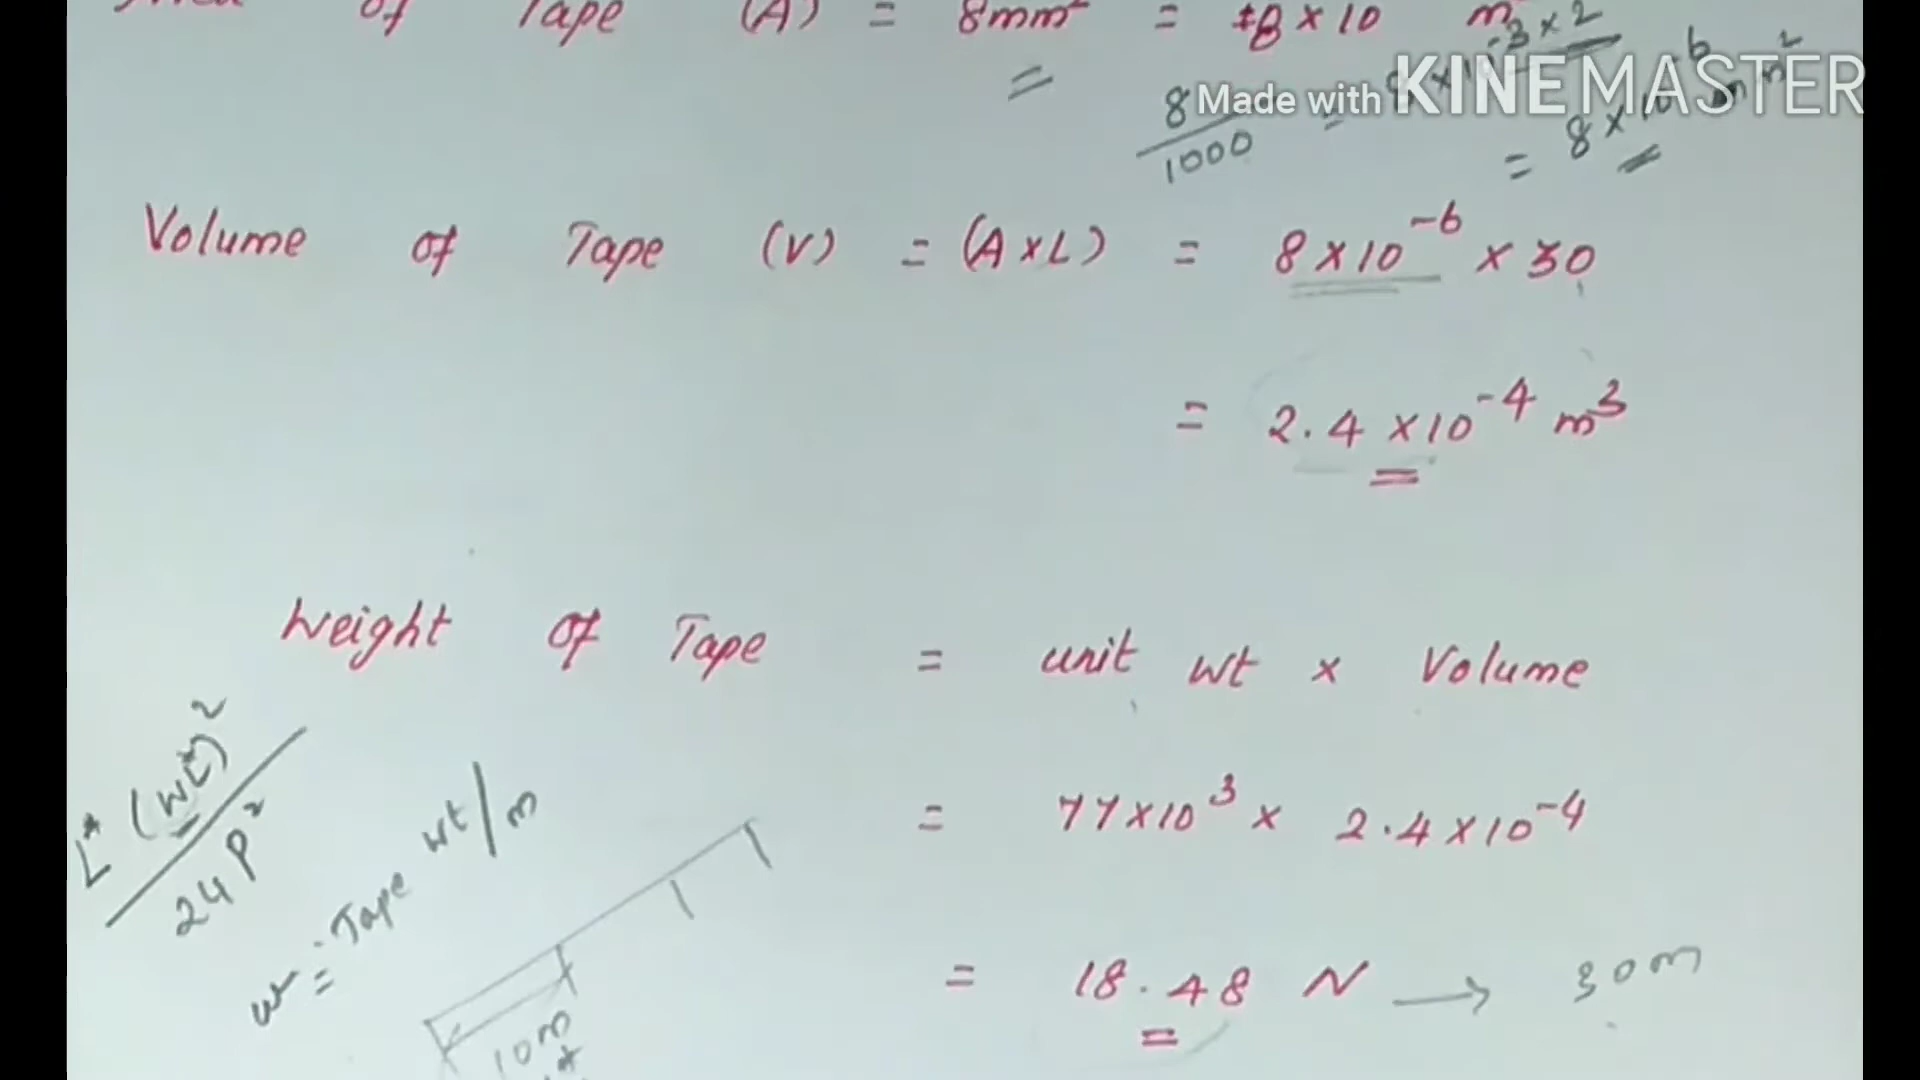 of Tape (A) = 8mm² = 8 × 10 m
8/1000 = 8 × 10^-3×2
= 8 × 10^-6 m²
Made with KINEMASTER
Volume of Tape (V) = (A×L) = 8×10^-6 × 30
= 2.4 ×10^-4 m³
Weight of Tape = unit wt × Volume
= 77×10³ × 2.4×10^-4
= 18.48 N → 30m
L* (wL)² / 24P²
w = Tape wt/m
10m